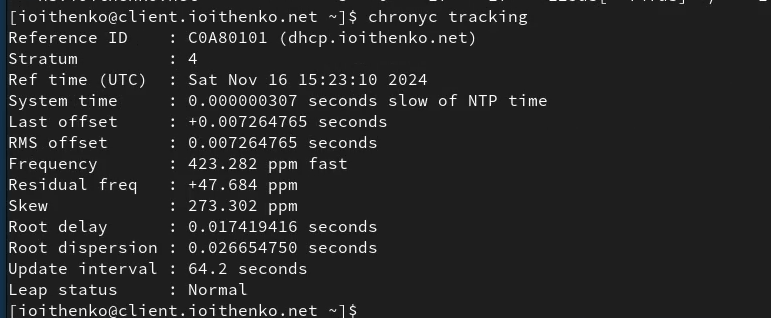 [ioithenko@client.ioithenko.net ~]$ chronyc tracking
Reference ID    : C0A80101 (dhcp.ioithenko.net)
Stratum         : 4
Ref time (UTC)  : Sat Nov 16 15:23:10 2024
System time     : 0.000000307 seconds slow of NTP time
Last offset     : +0.007264765 seconds
RMS offset      : 0.007264765 seconds
Frequency       : 423.282 ppm fast
Residual freq   : +47.684 ppm
Skew            : 273.302 ppm
Root delay      : 0.017419416 seconds
Root dispersion : 0.026654750 seconds
Update interval : 64.2 seconds
Leap status     : Normal
[ioithenko@client.ioithenko.net ~]$